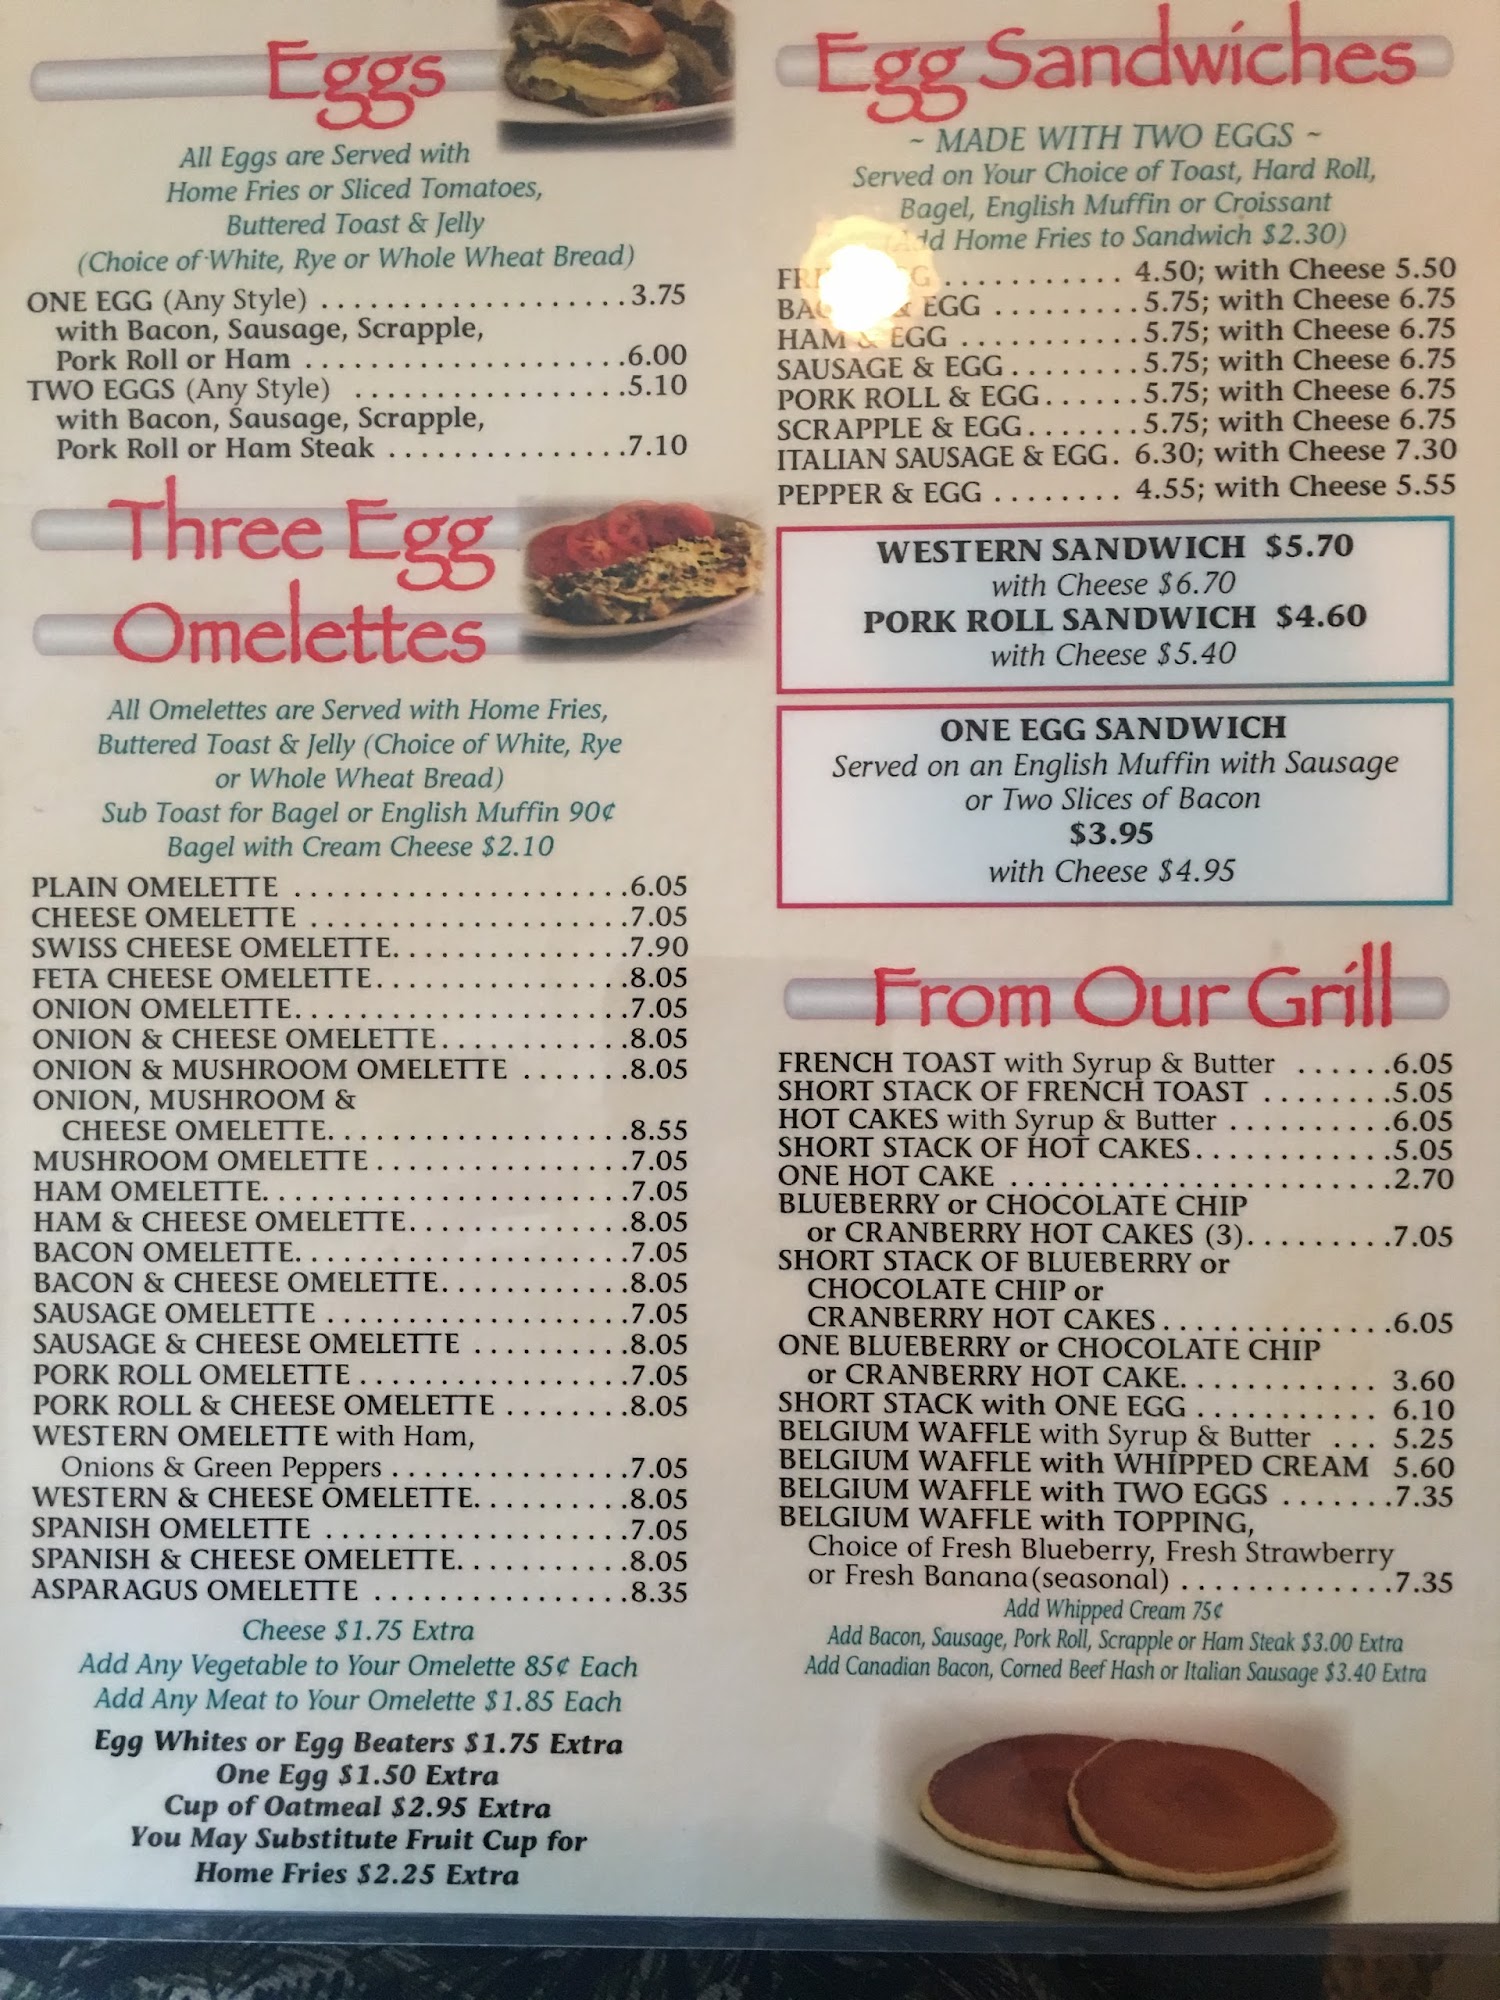 Eggs
All Eggs are Served with
Home Fries or Sliced Tomatoes,
Buttered Toast & Jelly
(Choice of White, Rye or Whole Wheat Bread)
ONE EGG (Any Style) ...................3.75
with Bacon, Sausage, Scrapple,
Pork Roll or Ham ....................6.00
TWO EGGS (Any Style) .................5.10
with Bacon, Sausage, Scrapple,
Pork Roll or Ham Steak ...............7.10
Three Egg
Omelettes
All Omelettes are Served with Home Fries,
Buttered Toast & Jelly (Choice of White, Rye
or Whole Wheat Bread)
Sub Toast for Bagel or English Muffin 90¢
Bagel with Cream Cheese $2.10
PLAIN OMELETTE .....................6.05
CHEESE OMELETTE ....................7.05
SWISS CHEESE OMELETTE...............7.90
FETA CHEESE OMELETTE................8.05
ONION OMELETTE.....................7.05
ONION & CHEESE OMELETTE............8.05
ONION & MUSHROOM OMELETTE .......8.05
ONION, MUSHROOM &
CHEESE OMELETTE...................8.55
MUSHROOM OMELETTE................7.05
HAM OMELETTE.......................7.05
HAM & CHEESE OMELETTE..............8.05
BACON OMELETTE.....................7.05
BACON & CHEESE OMELETTE............8.05
SAUSAGE OMELETTE ...................7.05
SAUSAGE & CHEESE OMELETTE ..........8.05
PORK ROLL OMELETTE .................7.05
PORK ROLL & CHEESE OMELETTE ........8.05
WESTERN OMELETTE with Ham,
Onions & Green Peppers ...............7.05
WESTERN & CHEESE OMELETTE..........8.05
SPANISH OMELETTE ...................7.05
SPANISH & CHEESE OMELETTE...........8.05
ASPARAGUS OMELETTE ................8.35
Cheese $1.75 Extra
Add Any Vegetable to Your Omelette 85¢ Each
Add Any Meat to Your Omelette $1.85 Each
Egg Whites or Egg Beaters $1.75 Extra
One Egg $1.50 Extra
Cup of Oatmeal $2.95 Extra
You May Substitute Fruit Cup for
Home Fries $2.25 Extra
Egg Sandwiches
~ MADE WITH TWO EGGS ~
Served on Your Choice of Toast, Hard Roll,
Bagel, English Muffin or Croissant
(Add Home Fries to Sandwich $2.30)
............ 4.50; with Cheese 5.50
& EGG .........5.75; with Cheese 6.75
HAM & EGG ...........5.75; with Cheese 6.75
SAUSAGE & EGG........5.75; with Cheese 6.75
PORK ROLL & EGG......5.75; with Cheese 6.75
SCRAPPLE & EGG.......5.75; with Cheese 6.75
ITALIAN SAUSAGE & EGG. 6.30; with Cheese 7.30
PEPPER & EGG ........ 4.55; with Cheese 5.55
WESTERN SANDWICH $5.70
with Cheese $6.70
PORK ROLL SANDWICH $4.60
with Cheese $5.40
ONE EGG SANDWICH
Served on an English Muffin with Sausage
or Two Slices of Bacon
$3.95
with Cheese $4.95
From Our Grill
FRENCH TOAST with Syrup & Butter ......6.05
SHORT STACK OF FRENCH TOAST ........5.05
HOT CAKES with Syrup & Butter ..........6.05
SHORT STACK OF HOT CAKES............5.05
ONE HOT CAKE ........................2.70
BLUEBERRY or CHOCOLATE CHIP
or CRANBERRY HOT CAKES (3).........7.05
SHORT STACK OF BLUEBERRY or
CHOCOLATE CHIP or
CRANBERRY HOT CAKES...............6.05
ONE BLUEBERRY or CHOCOLATE CHIP
or CRANBERRY HOT CAKE............ 3.60
SHORT STACK with ONE EGG ........... 6.10
BELGIUM WAFFLE with Syrup & Butter ... 5.25
BELGIUM WAFFLE with WHIPPED CREAM 5.60
BELGIUM WAFFLE with TWO EGGS .......7.35
BELGIUM WAFFLE with TOPPING,
Choice of Fresh Blueberry, Fresh Strawberry
or Fresh Banana (seasonal) .............7.35
Add Whipped Cream 75¢
Add Bacon, Sausage, Pork Roll, Scrapple or Ham Steak $3.00 Extra
Add Canadian Bacon, Corned Beef Hash or Italian Sausage $3.40 Extra